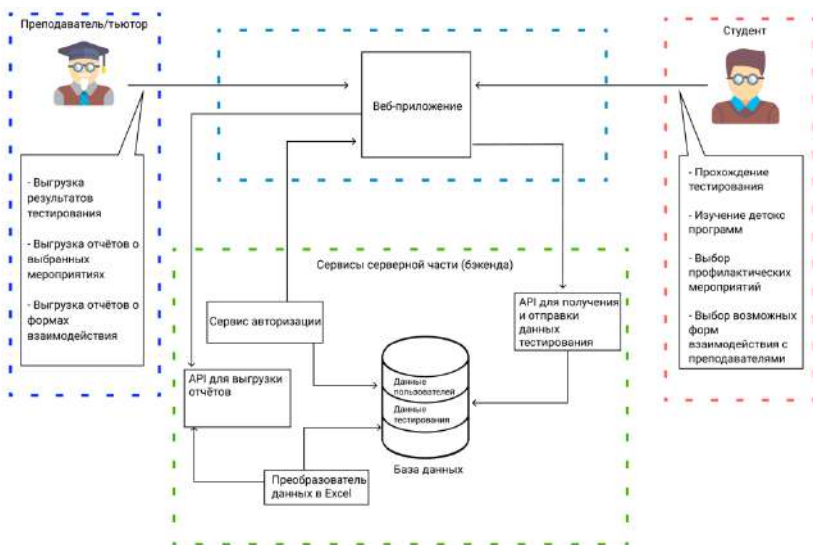 Преподаватель/тьютор
- Выгрузка
результатов
тестирования
- Выгрузка отчётов о
выбранных
мероприятиях
- Выгрузка отчётов о
формах
взаимодействия
Веб-приложение
Студент
- Прохождение
тестирования
- Изучение детокс
программ
- Выбор
профилактических
мероприятий
- Выбор возможных
форм
взаимодействия с
преподавателями
Сервисы серверной части (бэкенда)
Сервис авторизации
API для получения
и отправки
данных
тестирования
API для выгрузки
отчётов
Данные
пользователей
Данные
тестирования
База данных
Преобразователь
данных в Excel